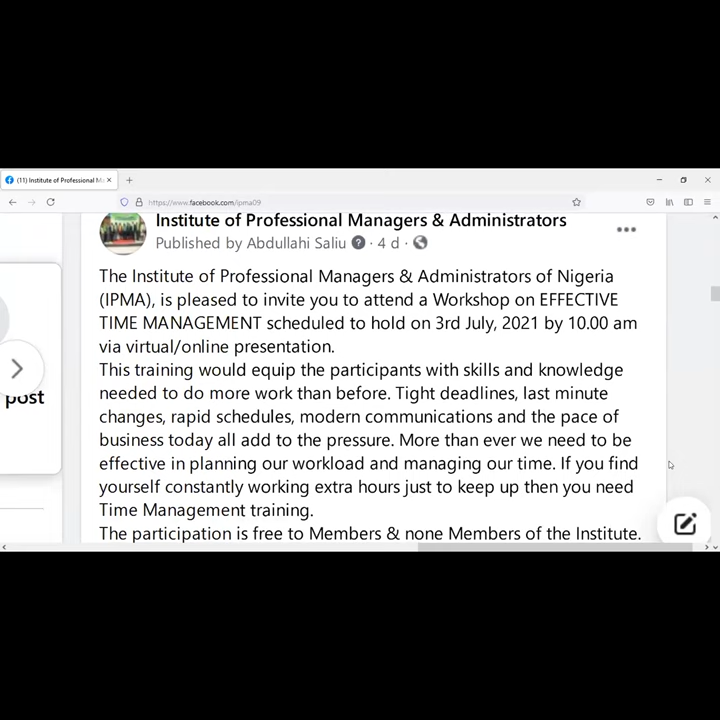 (11) Institute of Professional Ma
https://www.facebook.com/ipma09
Institute of Professional Managers & Administrators
Published by Abdullahi Saliu ? · 4 d ·
The Institute of Professional Managers & Administrators of Nigeria
(IPMA), is pleased to invite you to attend a Workshop on EFFECTIVE
TIME MANAGEMENT scheduled to hold on 3rd July, 2021 by 10.00 am
via virtual/online presentation.
This training would equip the participants with skills and knowledge
needed to do more work than before. Tight deadlines, last minute
changes, rapid schedules, modern communications and the pace of
post
business today all add to the pressure. More than ever we need to be
effective in planning our workload and managing our time. If you find
yourself constantly working extra hours just to keep up then you need
Time Management training.
The participation is free to Members & none Members of the Institute.